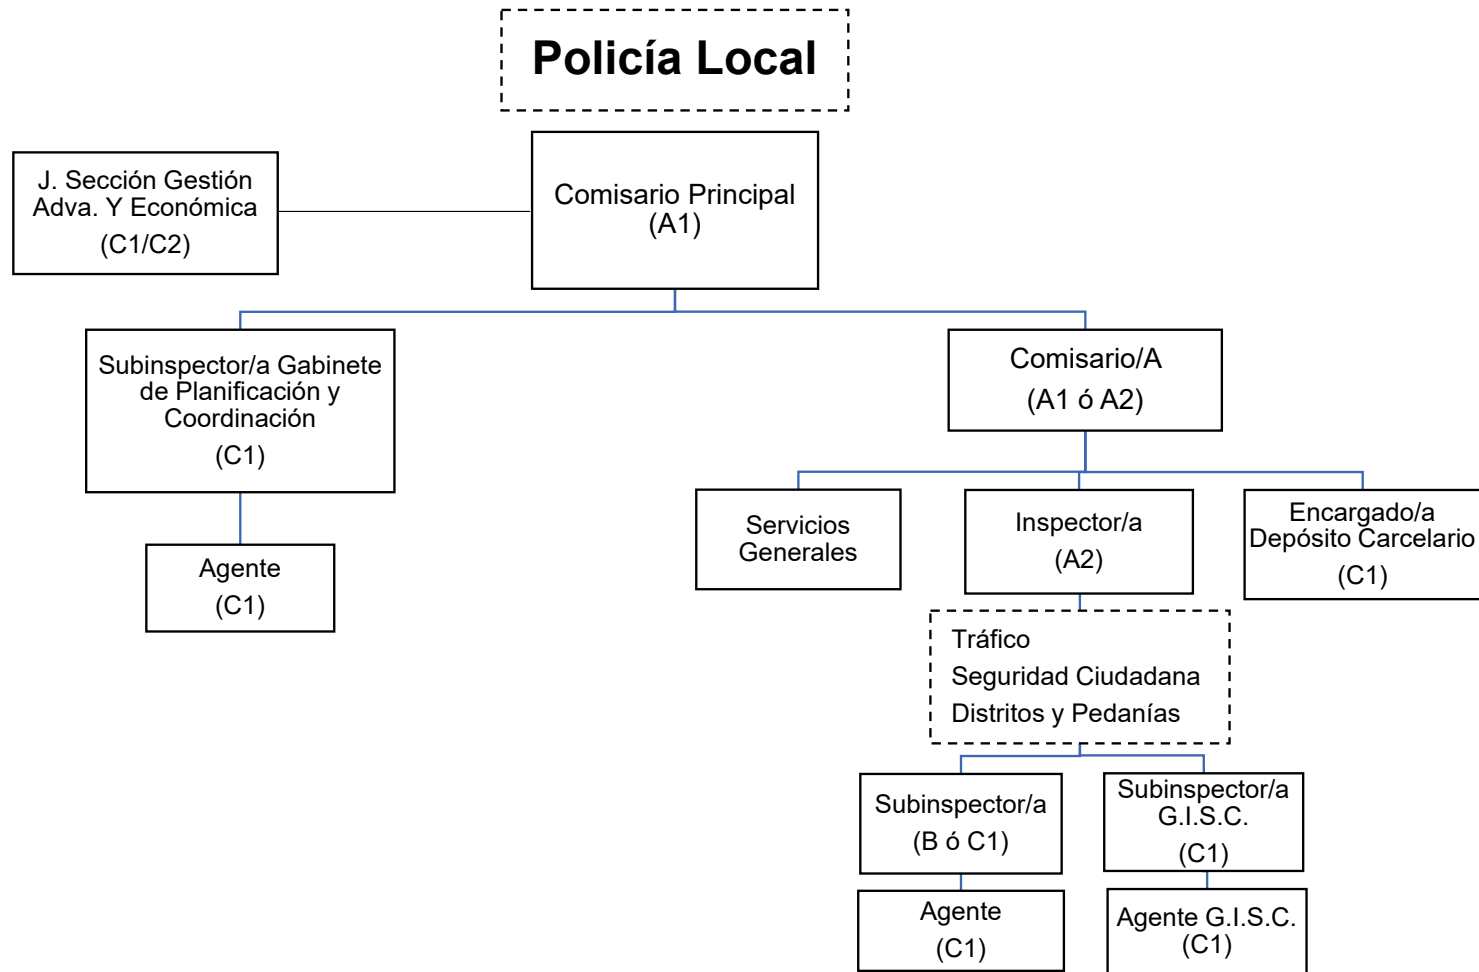 Policía Local
J. Sección Gestión
Adva. Y Económica
(C1/C2)
Comisario Principal
(A1)
Subinspector/a Gabinete
de Planificación y
Coordinación
(C1)
Comisario/A
(A1 ó A2)
Agente
(C1)
Servicios
Generales
Inspector/a
(A2)
Encargado/a
Depósito Carcelario
(C1)
Tráfico
Seguridad Ciudadana
Distritos y Pedanías
Subinspector/a
(B ó C1)
Subinspector/a
G.I.S.C.
(C1)
Agente
(C1)
Agente G.I.S.C.
(C1)